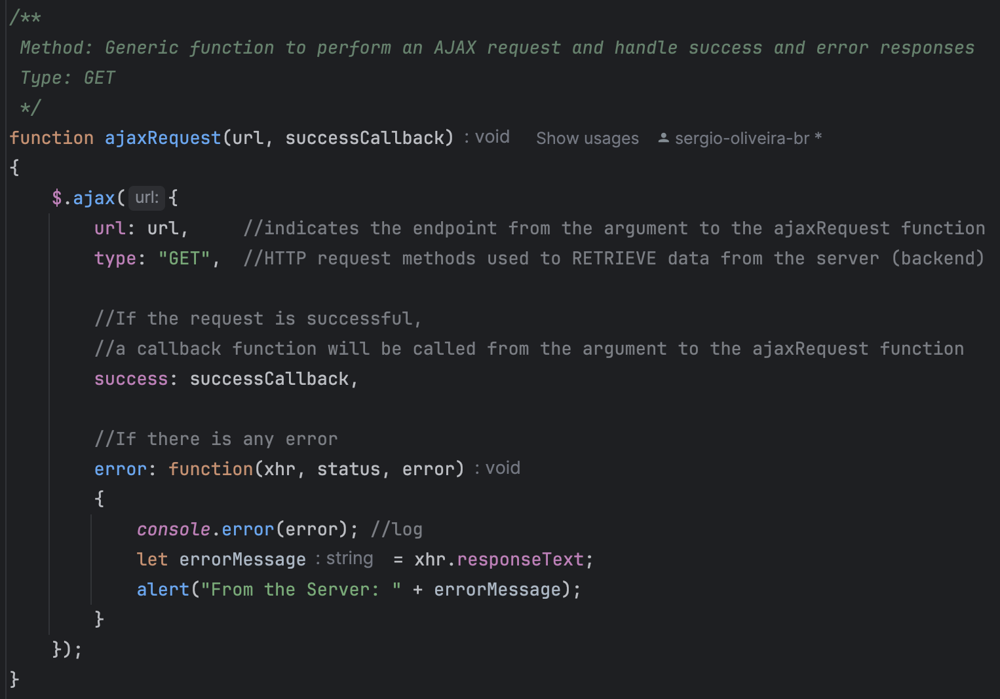 /**
Method: Generic function to perform an AJAX request and handle success and error responses
Type: GET
*/
function ajaxRequest(url, successCallback) : void Show usages sergio-oliveira-br *
{
$.ajax( url: {
url: url, //indicates the endpoint from the argument to the ajaxRequest function
type: "GET", //HTTP request methods used to RETRIEVE data from the server (backend)
//If the request is successful,
//a callback function will be called from the argument to the ajaxRequest function
success: successCallback,
//If there is any error
error: function(xhr, status, error) : void
{
console.error(error); //log
let errorMessage : string = xhr.responseText;
alert("From the Server: " + errorMessage);
}
});
}